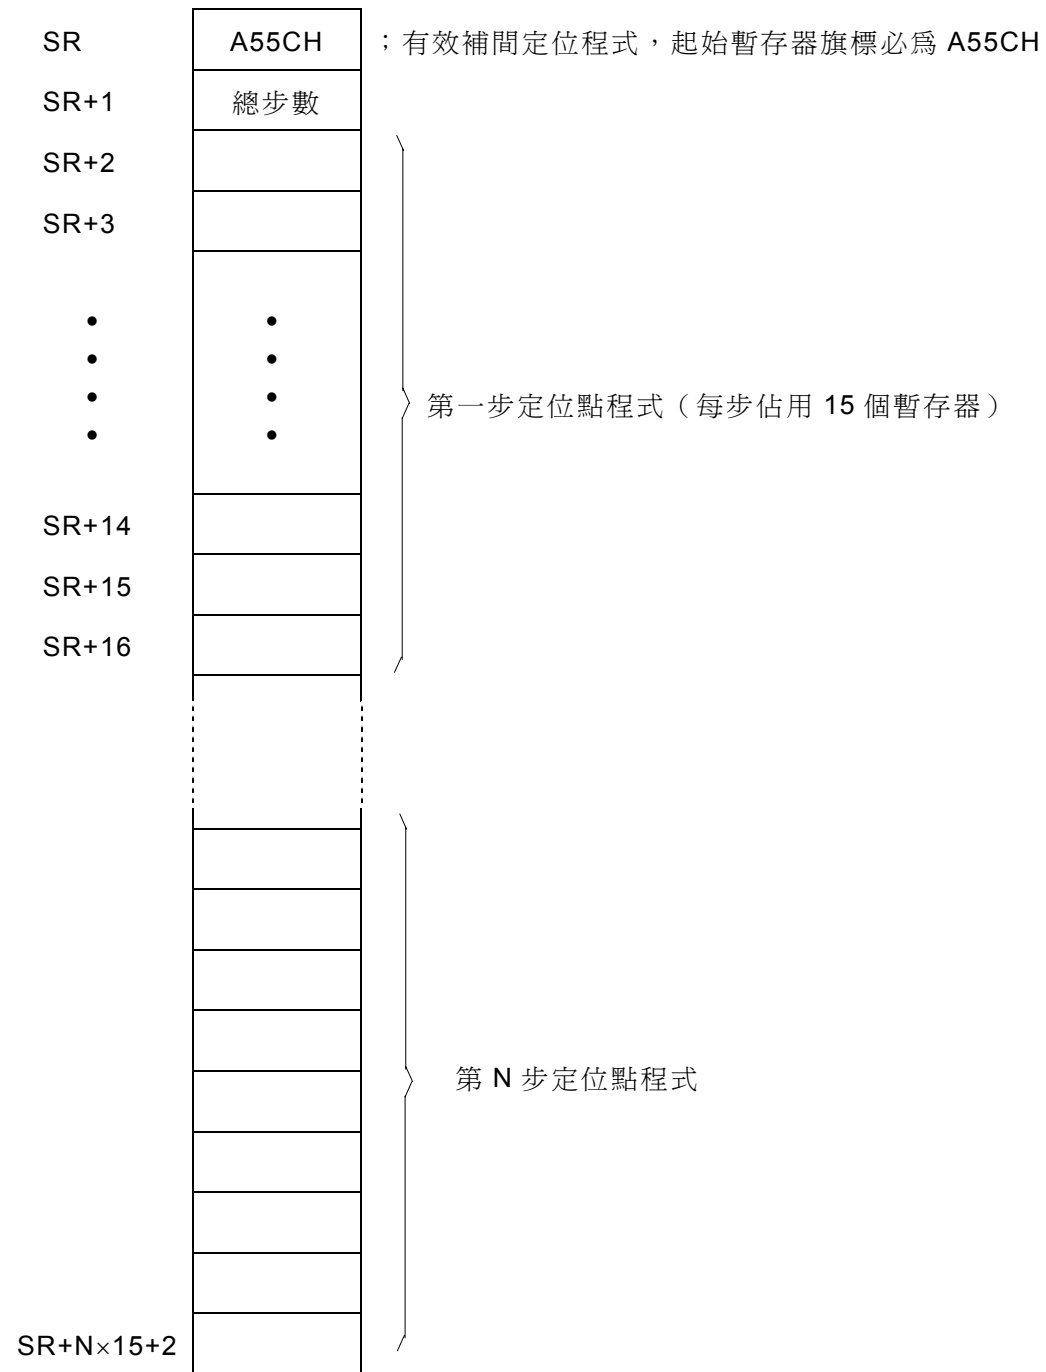 SR A55CH ；有效補間定位程式，起始暫存器旗標必爲 A55CH
SR+1 總步數
SR+2
SR+3
第一步定位點程式（每步佔用 15 個暫存器）
SR+14
SR+15
SR+16
第 N 步定位點程式
SR+N×15+2